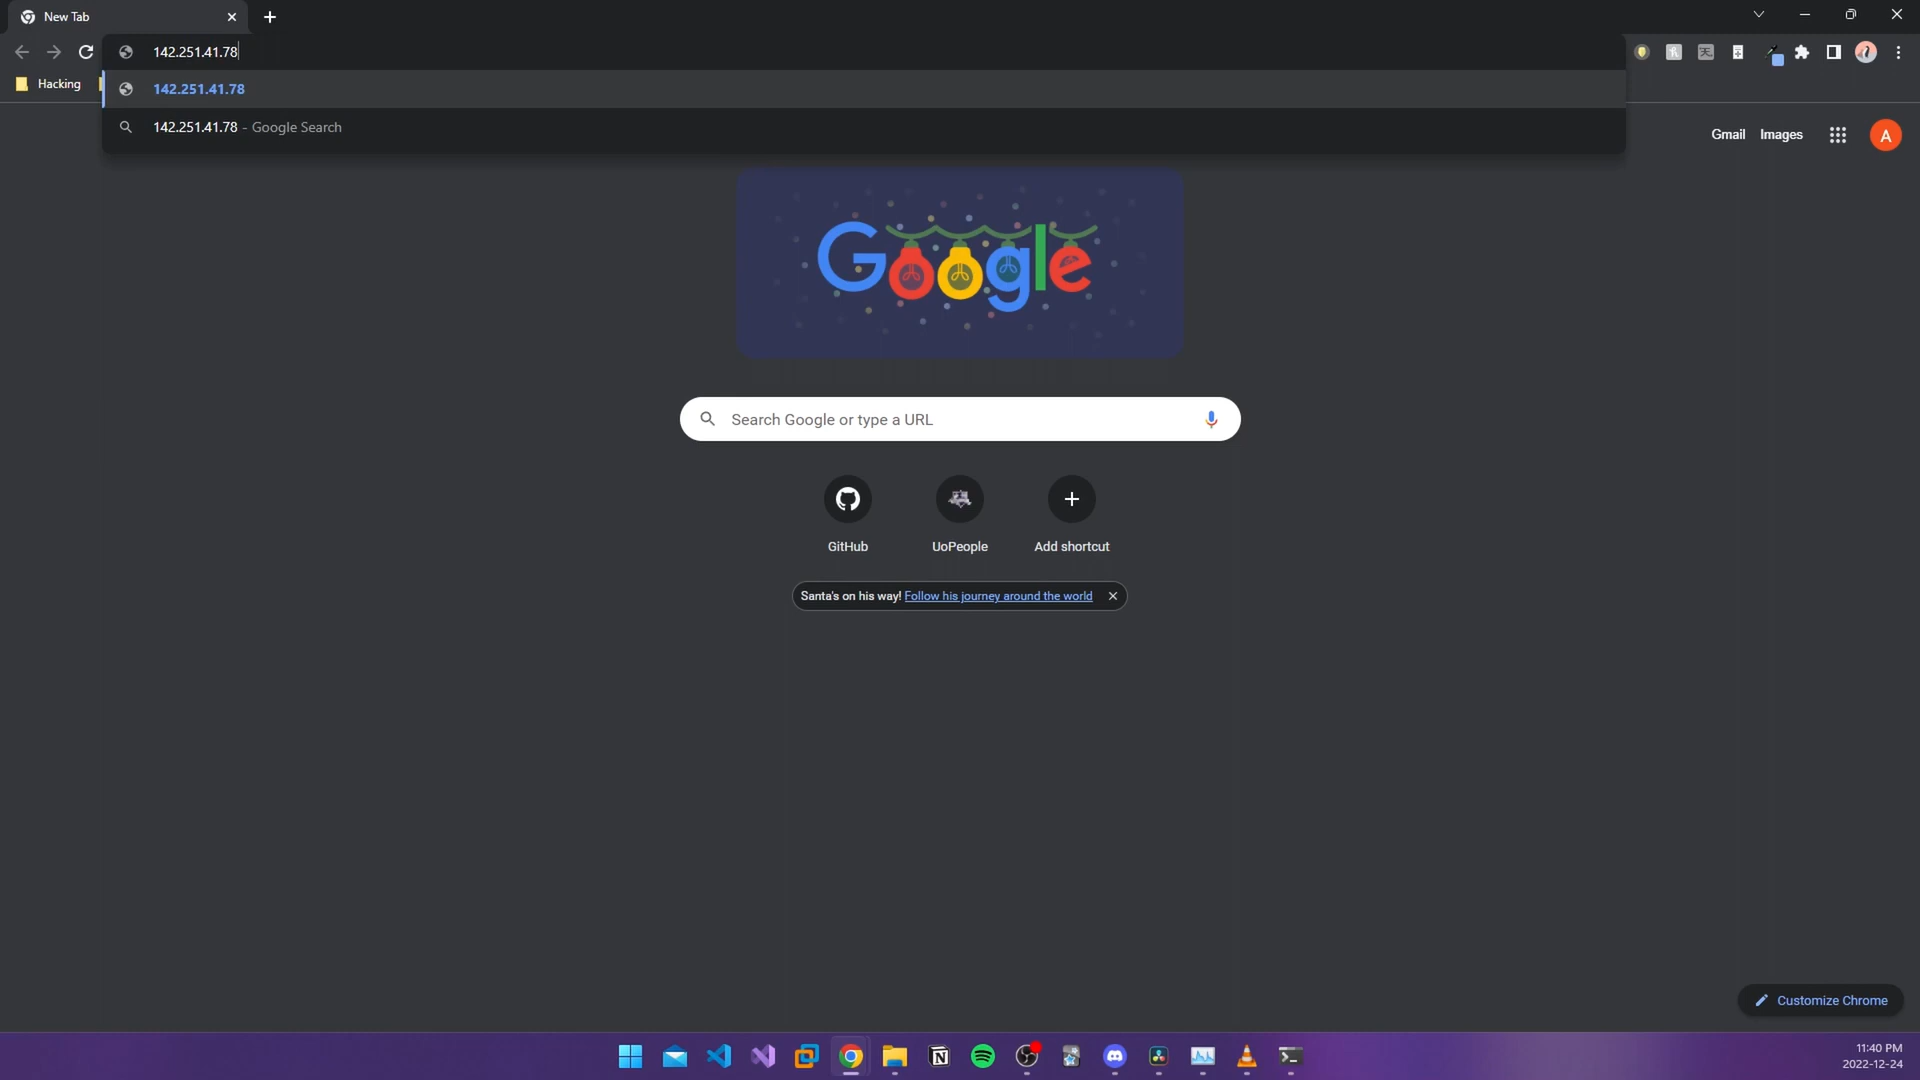 New Tab
142.251.41.78
Hacking
142.251.41.78
142.251.41.78 - Google Search
Gmail Images
A
Google
Search Google or type a URL
GitHub
UoPeople
Add shortcut
Santa's on his way! Follow his journey around the world
Customize Chrome
11:40 PM
2022-12-24